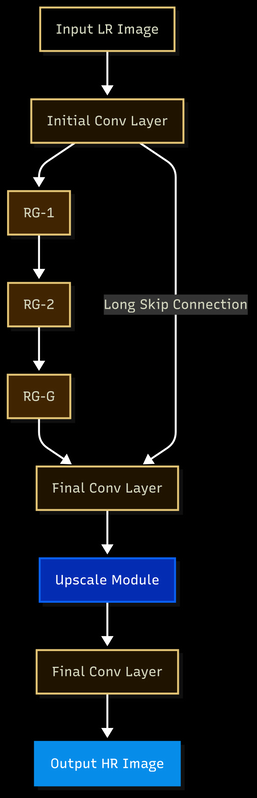 Input LR Image
Initial Conv Layer
RG-1
RG-2
Long Skip Connection
RG-G
Final Conv Layer
Upscale Module
Final Conv Layer
Output HR Image